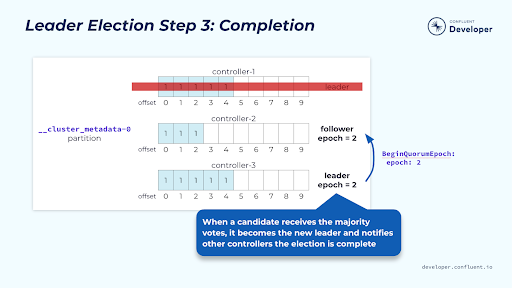 Leader Election Step 3: Completion
CONFLUENT
Developer
controller-1
1 1 1 1 1
leader
offset 0 1 2 3 4 5 6 7 8 9
controller-2
__cluster_metadata-0
partition
1 1 1
follower
epoch = 2
offset 0 1 2 3 4 5 6 7 8 9
BeginQuorumEpoch:
epoch: 2
controller-3
1 1 1 1 1
leader
epoch = 2
offset 0 1 2 3 4 5 6 7 8 9
When a candidate receives the majority
votes, it becomes the new leader and notifies
other controllers the election is complete
developer.confluent.io